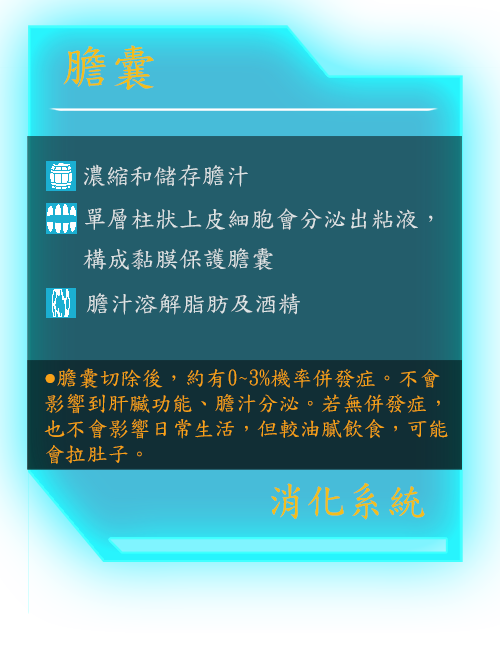 膽囊
濃縮和儲存膽汁
單層柱狀上皮細胞會分泌出粘液，
構成黏膜保護膽囊
膽汁溶解脂肪及酒精
●膽囊切除後，約有0~3%機率併發症。不會
影響到肝臟功能、膽汁分泌。若無併發症，
也不會影響日常生活，但較油膩飲食，可能
會拉肚子。
消化系統